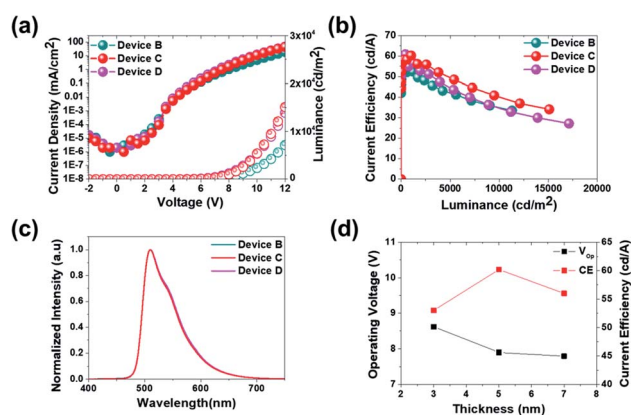 (a)
Current Density (mA/cm²)
100
10
1
0.1
0.01
1E-3
1E-4
1E-5
1E-6
1E-7
1E-8
Device B
Device C
Device D
3x10⁴
2x10⁴
1x10⁴
0
Luminance (cd/m²)
-2 0 2 4 6 8 10 12
Voltage (V)
(b)
Current Efficiency (cd/A)
70
60
50
40
30
20
10
0
Device B
Device C
Device D
0 5000 10000 15000 20000
Luminance (cd/m²)
(c)
Normalized Intensity (a.u)
1.0
0.8
0.6
0.4
0.2
0.0
Device B
Device C
Device D
400 500 600 700
Wavelength(nm)
(d)
Operating Voltage (V)
11
10
9
8
7
V Op
CE
65
60
55
50
45
40
Current Efficiency (cd/A)
2 3 4 5 6 7 8
Thickness (nm)